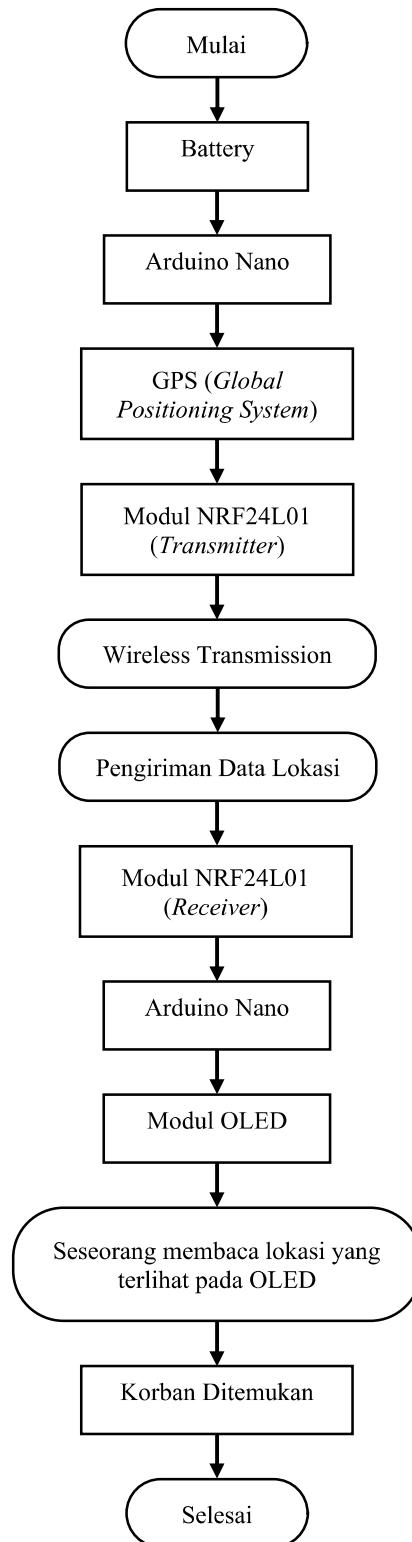 Mulai
Battery
Arduino Nano
GPS (Global
Positioning System)
Modul NRF24L01
(Transmitter)
Wireless Transmission
Pengiriman Data Lokasi
Modul NRF24L01
(Receiver)
Arduino Nano
Modul OLED
Seseorang membaca lokasi yang
terlihat pada OLED
Korban Ditemukan
Selesai